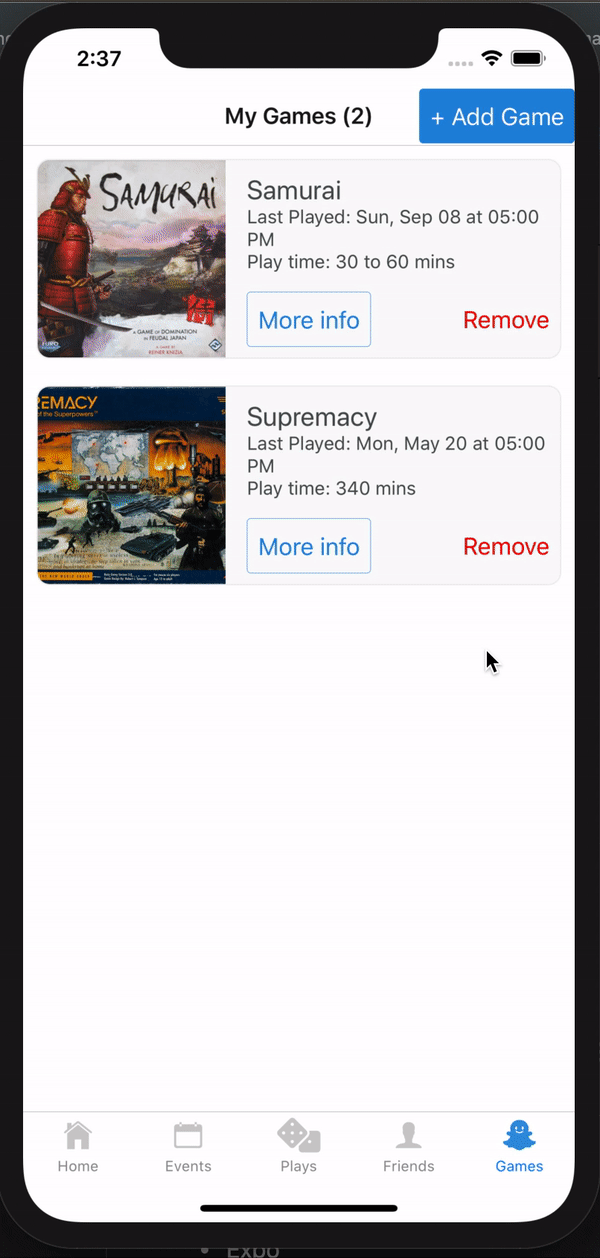 2:37
My Games (2)
+ Add Game
SAMURAI
A GAME OF DOMINATION
IN FEUDAL JAPAN
A GAME BY
REINER KNIZIA
Samurai
Last Played: Sun, Sep 08 at 05:00
PM
Play time: 30 to 60 mins
More info
Remove
REMACY
of the Superpowers™
Supremacy
Last Played: Mon, May 20 at 05:00
PM
Play time: 340 mins
More info
Remove
Home
Events
Plays
Friends
Games
Expo